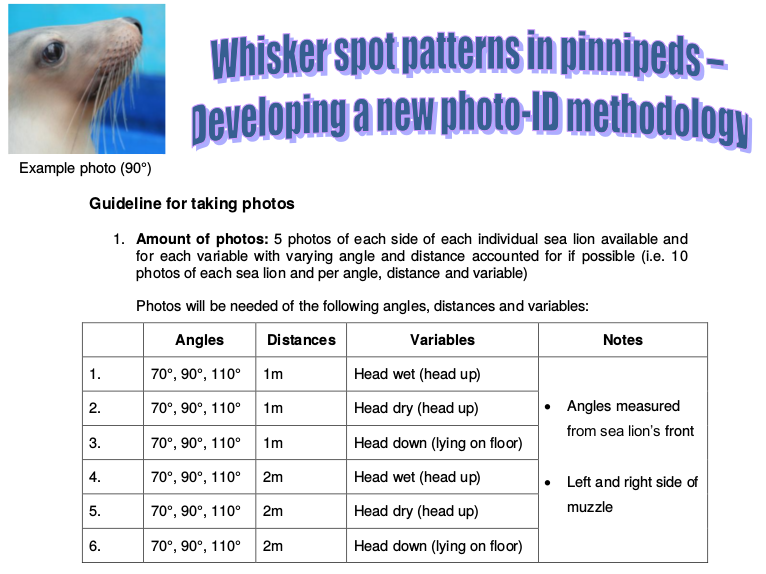 Whisker spot patterns in pinnipeds –
Developing a new photo-ID methodology
Example photo (90°)
Guideline for taking photos
1. Amount of photos: 5 photos of each side of each individual sea lion available and
for each variable with varying angle and distance accounted for if possible (i.e. 10
photos of each sea lion and per angle, distance and variable)
Photos will be needed of the following angles, distances and variables:
Angles Distances Variables Notes
1. 70°, 90°, 110° 1m Head wet (head up)
2. 70°, 90°, 110° 1m Head dry (head up)
3. 70°, 90°, 110° 1m Head down (lying on floor)
4. 70°, 90°, 110° 2m Head wet (head up)
5. 70°, 90°, 110° 2m Head dry (head up)
6. 70°, 90°, 110° 2m Head down (lying on floor)
• Angles measured
from sea lion's front
• Left and right side of
muzzle